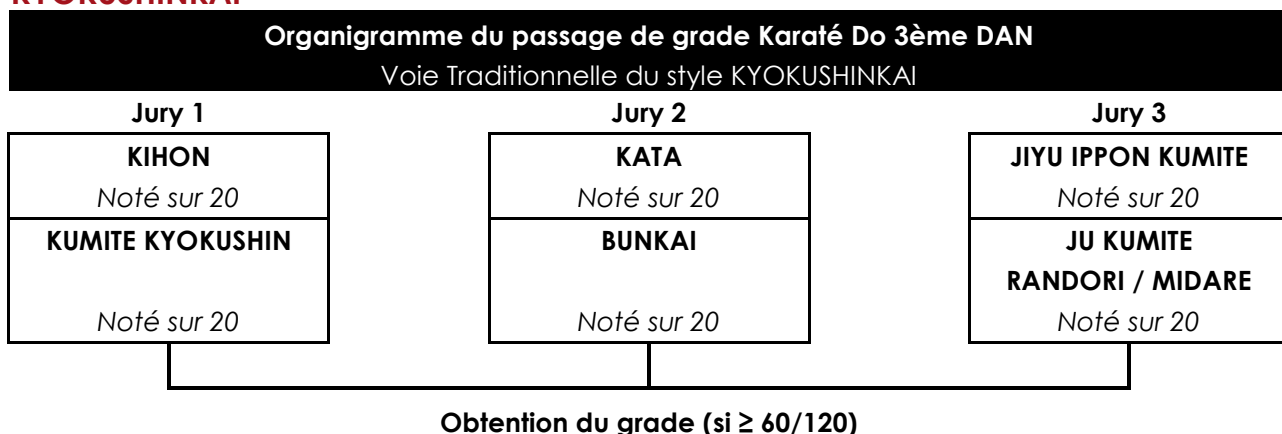 KYOKUSHINKAI
Organigramme du passage de grade Karaté Do 3ème DAN
Voie Traditionnelle du style KYOKUSHINKAI
Jury 1
KIHON
Noté sur 20
KUMITE KYOKUSHIN
Noté sur 20
Jury 2
KATA
Noté sur 20
BUNKAI
Noté sur 20
Jury 3
JIYU IPPON KUMITE
Noté sur 20
JU KUMITE
RANDORI / MIDARE
Noté sur 20
Obtention du grade (si ≥ 60/120)